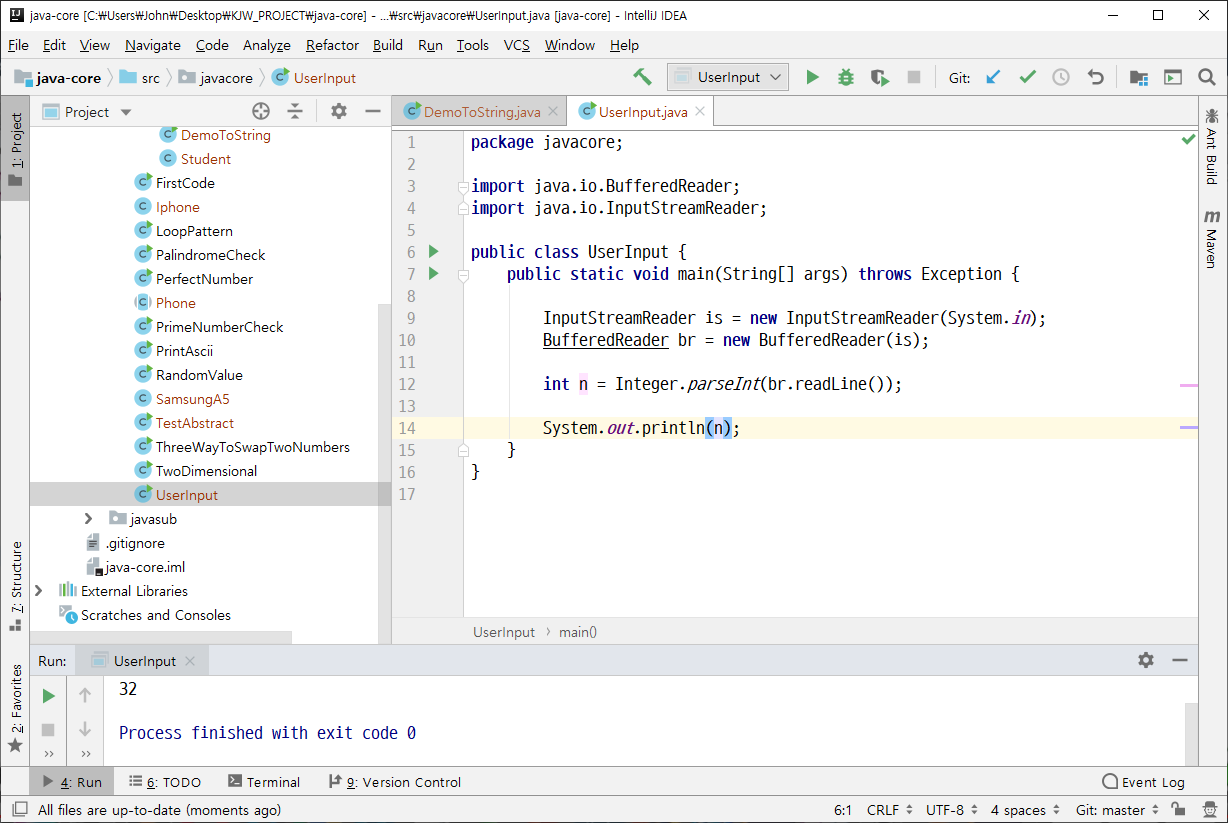 java-core [C:₩Users₩John₩Desktop₩KJW_PROJECT₩java-core] - ...₩src₩javacore₩UserInput.java [java-core] - IntelliJ IDEA
File Edit View Navigate Code Analyze Refactor Build Run Tools VCS Window Help
java-core src javacore UserInput
UserInput
Git:
1: Project
Project
DemoToString
Student
FirstCode
Iphone
LoopPattern
PalindromeCheck
PerfectNumber
Phone
PrimeNumberCheck
PrintAscii
RandomValue
SamsungA5
TestAbstract
ThreeWayToSwapTwoNumbers
TwoDimensional
UserInput
javasub
.gitignore
java-core.iml
External Libraries
Scratches and Consoles
7: Structure
2: Favorites
DemoToString.java UserInput.java
1 package javacore;
2
3 import java.io.BufferedReader;
4 import java.io.InputStreamReader;
5
6 public class UserInput {
7 public static void main(String[] args) throws Exception {
8
9 InputStreamReader is = new InputStreamReader(System.in);
10 BufferedReader br = new BufferedReader(is);
11
12 int n = Integer.parseInt(br.readLine());
13
14 System.out.println(n);
15 }
16 }
17
UserInput › main()
Ant Build
m Maven
Run: UserInput
32
Process finished with exit code 0
4: Run 6: TODO Terminal 9: Version Control Event Log
All files are up-to-date (moments ago) 6:1 CRLF UTF-8 4 spaces Git: master